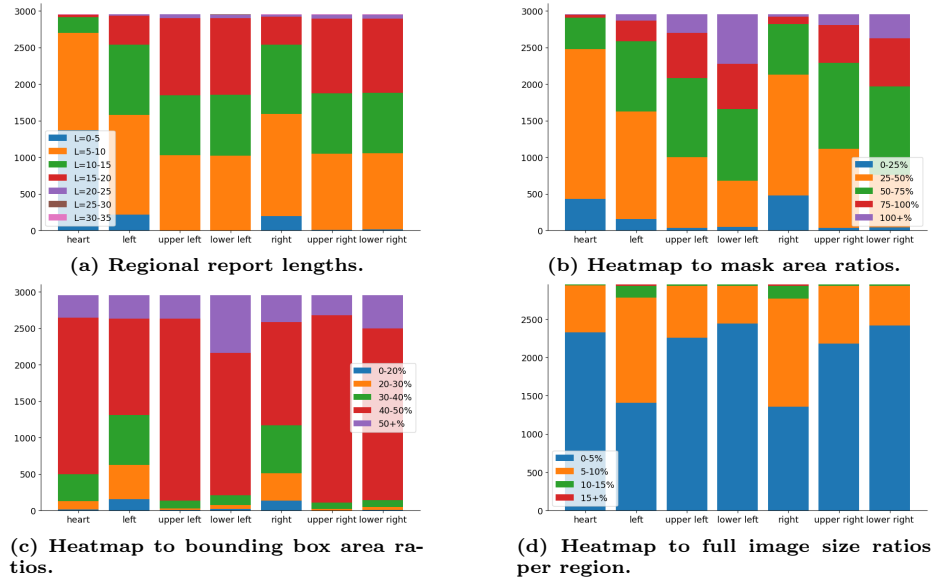 3000
2500
2000
1500
1000
500
0
L=0-5
L=5-10
L=10-15
L=15-20
L=20-25
L=25-30
L=30-35
heart left upper left lower left right upper right lower right
(a) Regional report lengths.
3000
2500
2000
1500
1000
500
0
0-25%
25-50%
50-75%
75-100%
100+%
heart left upper left lower left right upper right lower right
(b) Heatmap to mask area ratios.
3000
2500
2000
1500
1000
500
0
0-20%
20-30%
30-40%
40-50%
50+%
heart left upper left lower left right upper right lower right
(c) Heatmap to bounding box area ra-
tios.
2500
2000
1500
1000
500
0
0-5%
5-10%
10-15%
15+%
heart left upper left lower left right upper right lower right
(d) Heatmap to full image size ratios
per region.